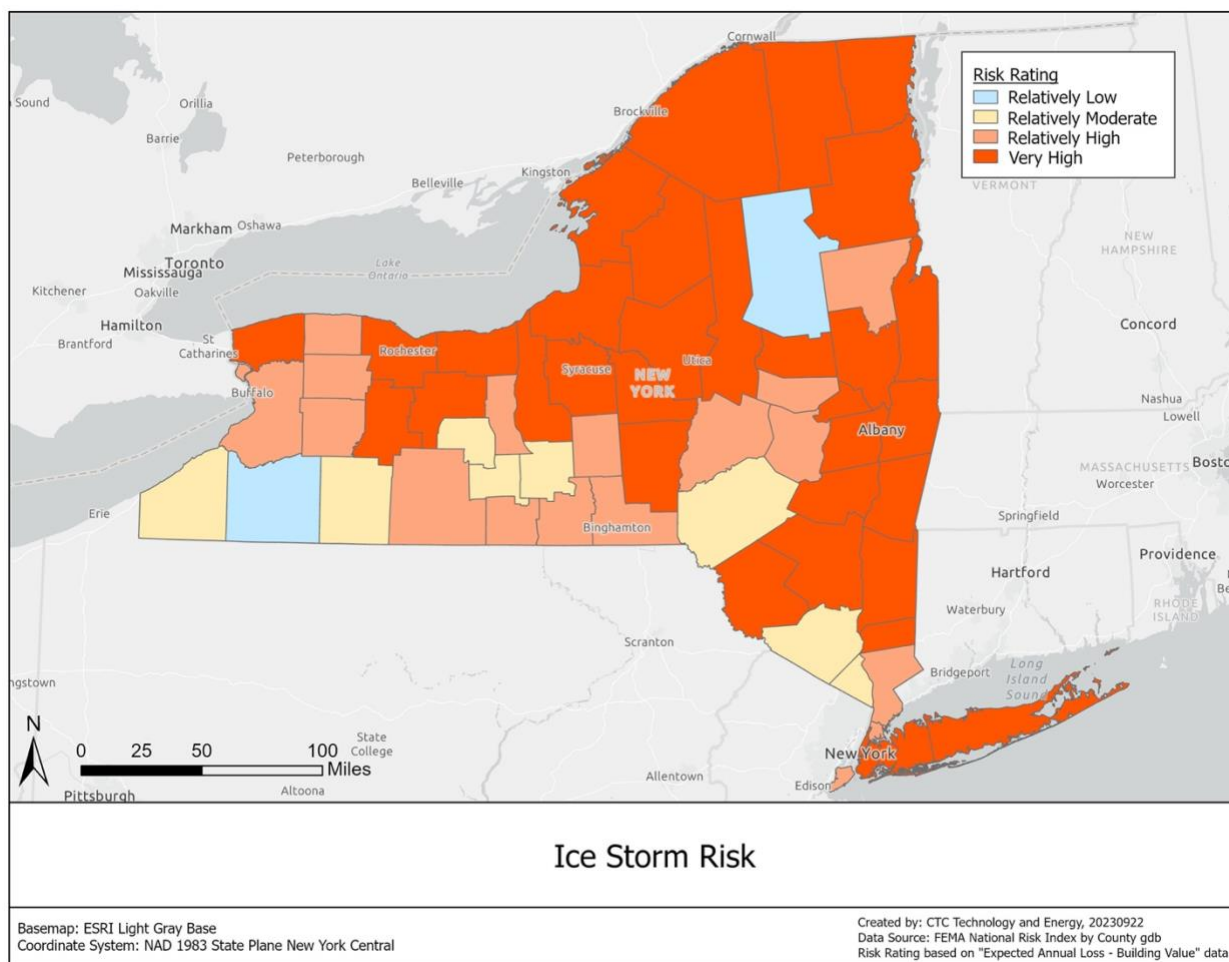 Cornwall
Risk Rating
Relatively Low
Relatively Moderate
Relatively High
Very High
Sound
Orillia
Barrie
Brockville
Peterborough
Kingston
Belleville
VERMONT
Markham
Oshawa
NEW
HAMPSHIRE
Toronto
Mississauga
Lake
Ontario
Kitchener
Oakville
Hamilton
Brantford
St
Catharines
Concord
Rochester
Utica
Syracuse
NEW
YORK
Buffalo
Nashua
Lowell
Albany
MASSACHUSETTS
Worcester
Erie
Binghamton
Springfield
Providence
Hartford
Waterbury
RHODE
ISLAND
Scranton
Bridgeport
Long
Island
Sound
N
0 25 50 100
Miles
State
College
New York
Edison
Allentown
Altoona
Pittsburgh
Ice Storm Risk
Basemap: ESRI Light Gray Base
Coordinate System: NAD 1983 State Plane New York Central
Created by: CTC Technology and Energy, 20230922
Data Source: FEMA National Risk Index by County gdb
Risk Rating based on "Expected Annual Loss - Building Value" data